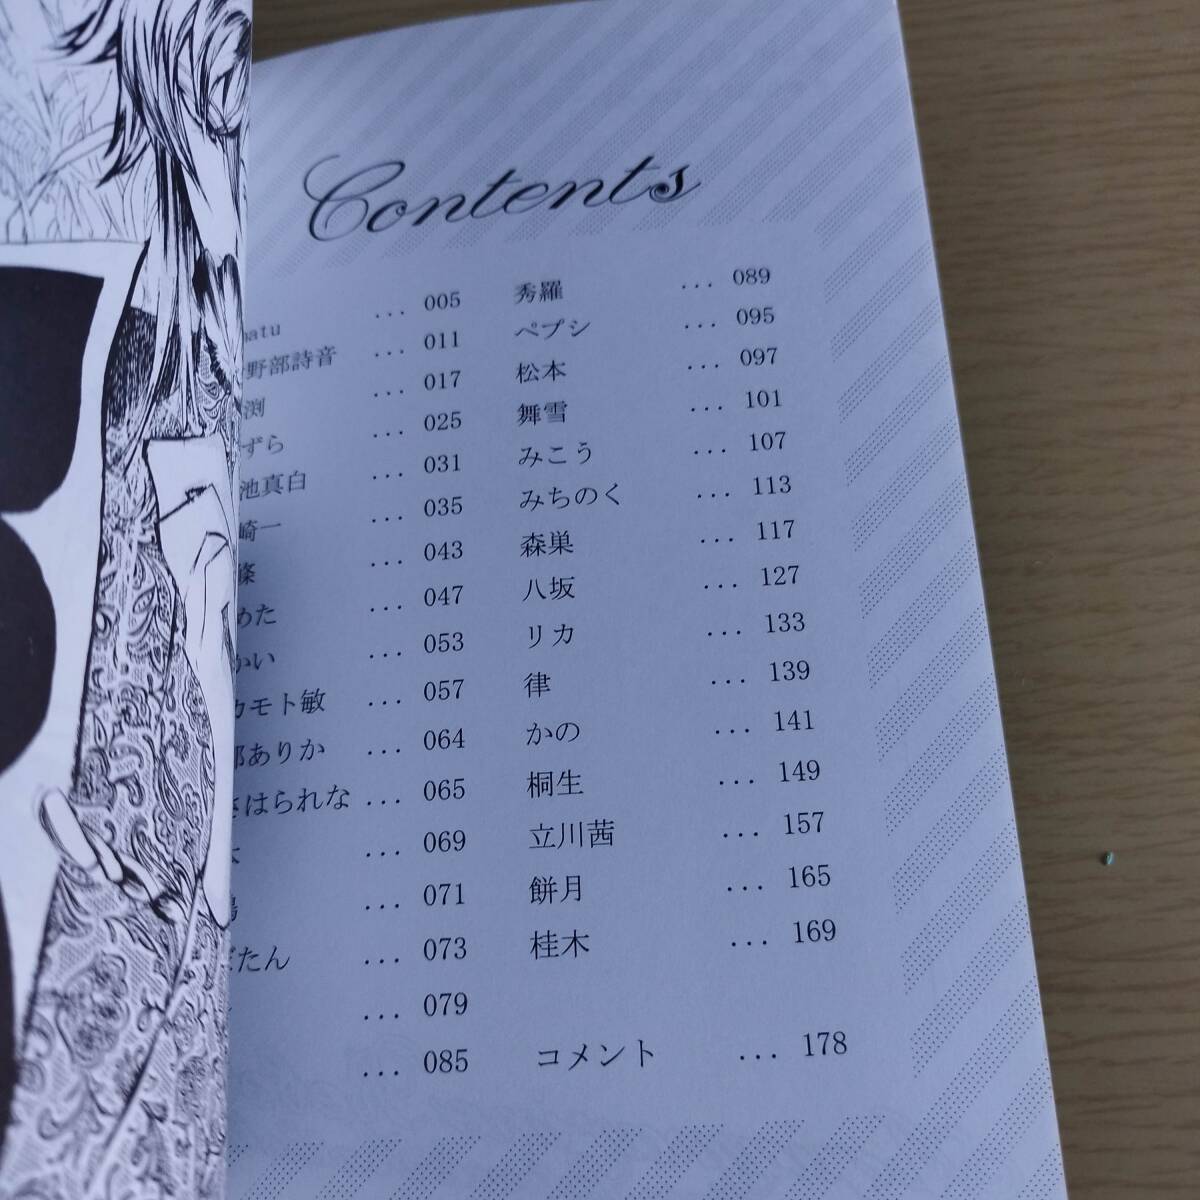 Contents
野部詩音 ... 005
... 011
渕 ... 017
ずら ... 025
池真白 ... 031
崎一 ... 035
條 ... 043
めた ... 047
かい ... 053
カモト敏 ... 057
ありか ... 064
さはられな ... 065
... 069
... 071
たん ... 073
... 079
... 085
秀羅 ... 089
ペプシ ... 095
松本 ... 097
舞雪 ... 101
みこう ... 107
みちのく ... 113
森巣 ... 117
八坂 ... 127
リカ ... 133
律 ... 139
かの ... 141
桐生 ... 149
立川茜 ... 157
餅月 ... 165
桂木 ... 169
コメント ... 178